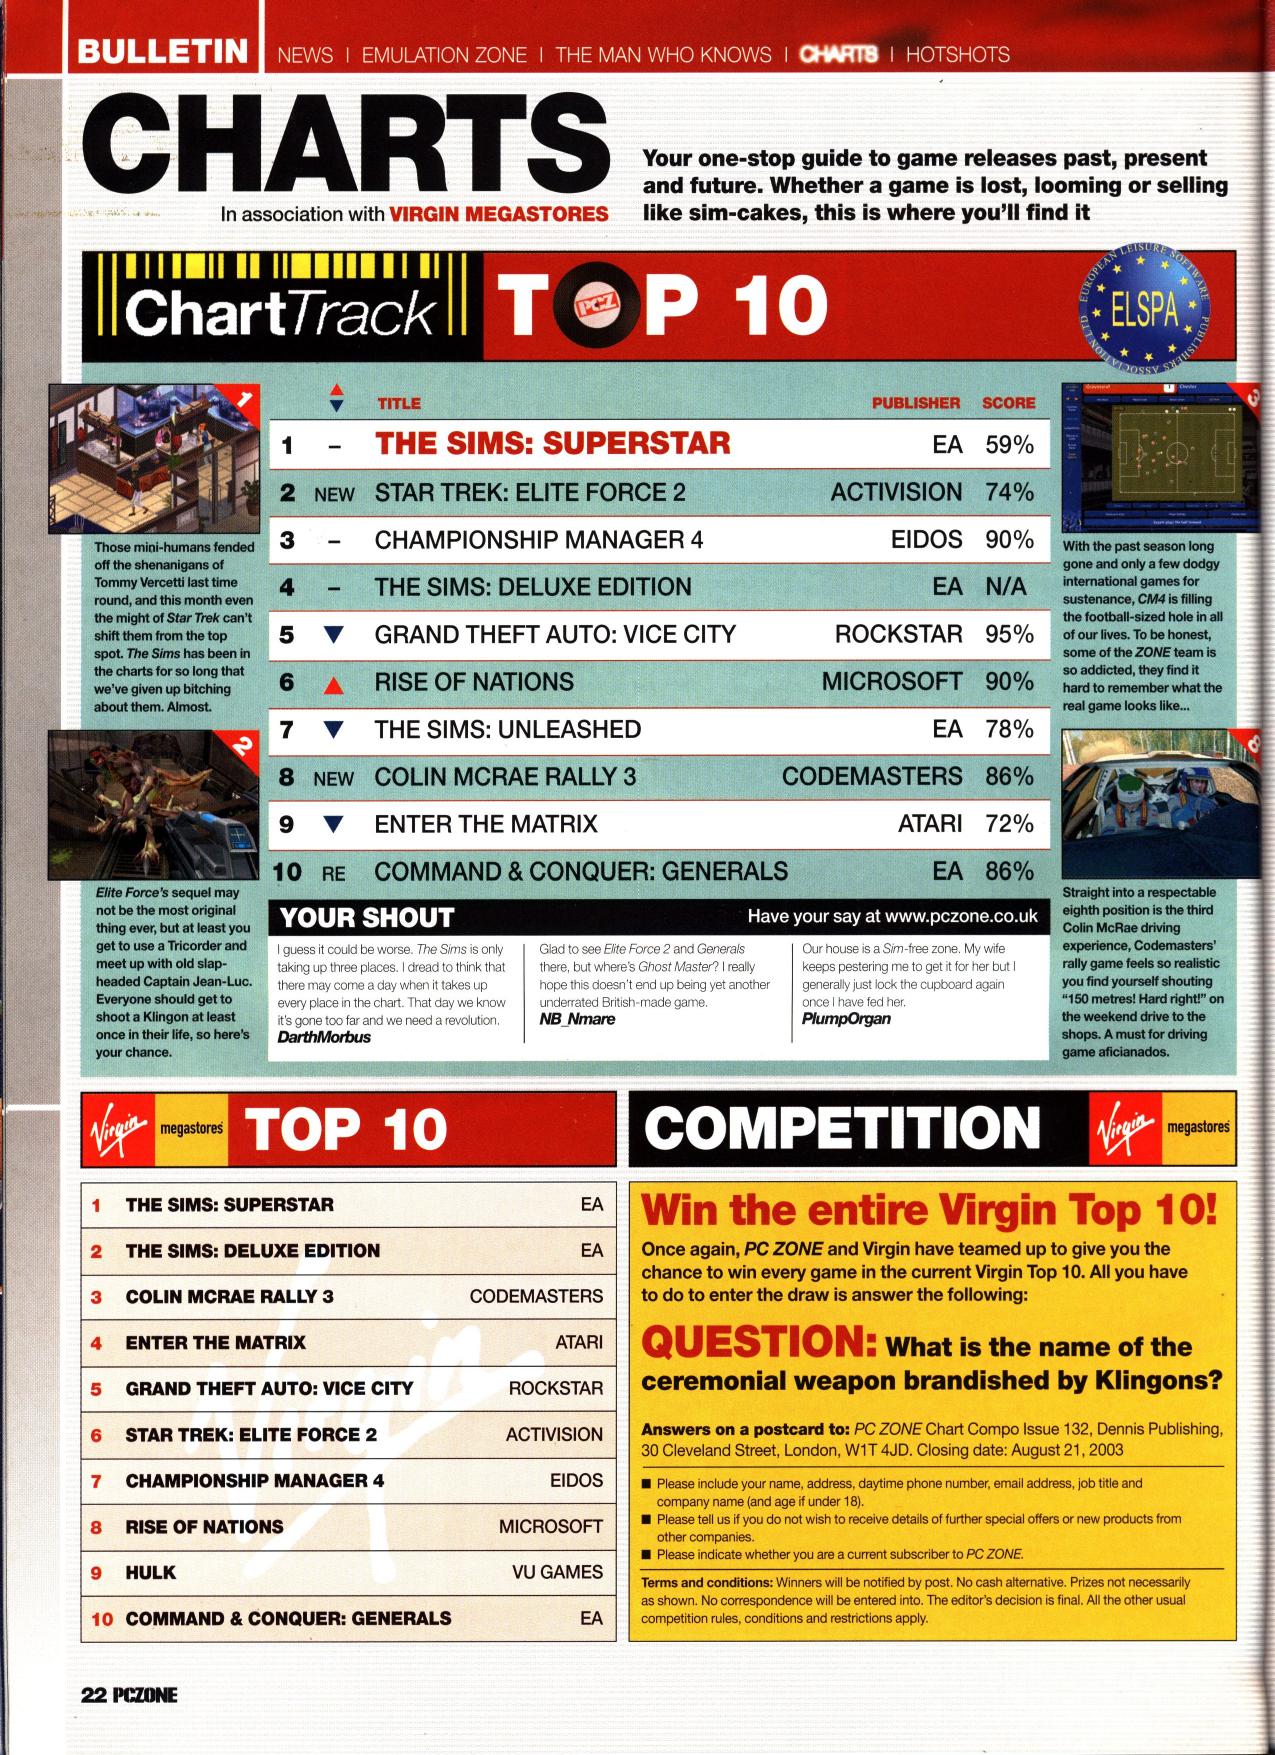 BULLETIN
NEWS | EMULATION ZONE | THE MAN WHO KNOWS | CHARTS | HOTSHOTS
CHARTS
In association with VIRGIN MEGASTORES
Your one-stop guide to game releases past, present
and future. Whether a game is lost, looming or selling
like sim-cakes, this is where you'll find it
ChartTrack TOP 10
PCZ
EUROPEAN LEISURE SOFTWARE PUBLISHERS ASSOCIATION LTD
ELSPA
TITLE PUBLISHER SCORE
1 – THE SIMS: SUPERSTAR EA 59%
2 NEW STAR TREK: ELITE FORCE 2 ACTIVISION 74%
3 – CHAMPIONSHIP MANAGER 4 EIDOS 90%
4 – THE SIMS: DELUXE EDITION EA N/A
5 ▼ GRAND THEFT AUTO: VICE CITY ROCKSTAR 95%
6 ▲ RISE OF NATIONS MICROSOFT 90%
7 ▼ THE SIMS: UNLEASHED EA 78%
8 NEW COLIN MCRAE RALLY 3 CODEMASTERS 86%
9 ▼ ENTER THE MATRIX ATARI 72%
10 RE COMMAND & CONQUER: GENERALS EA 86%
1
Those mini-humans fended
off the shenanigans of
Tommy Vercetti last time
round, and this month even
the might of Star Trek can't
shift them from the top
spot. The Sims has been in
the charts for so long that
we've given up bitching
about them. Almost.
2
Elite Force's sequel may
not be the most original
thing ever, but at least you
get to use a Tricorder and
meet up with old slap-
headed Captain Jean-Luc.
Everyone should get to
shoot a Klingon at least
once in their life, so here's
your chance.
3
With the past season long
gone and only a few dodgy
international games for
sustenance, CM4 is filling
the football-sized hole in all
of our lives. To be honest,
some of the ZONE team is
so addicted, they find it
hard to remember what the
real game looks like...
8
Straight into a respectable
eighth position is the third
Colin McRae driving
experience, Codemasters'
rally game feels so realistic
you find yourself shouting
"150 metres! Hard right!" on
the weekend drive to the
shops. A must for driving
game aficianados.
YOUR SHOUT Have your say at www.pczone.co.uk
I guess it could be worse. The Sims is only
taking up three places. I dread to think that
there may come a day when it takes up
every place in the chart. That day we know
it's gone too far and we need a revolution.
DarthMorbus
Glad to see Elite Force 2 and Generals
there, but where's Ghost Master? I really
hope this doesn't end up being yet another
underrated British-made game.
NB_Nmare
Our house is a Sim-free zone. My wife
keeps pestering me to get it for her but I
generally just lock the cupboard again
once I have fed her.
PlumpOrgan
Virgin megastores TOP 10
1 THE SIMS: SUPERSTAR EA
2 THE SIMS: DELUXE EDITION EA
3 COLIN MCRAE RALLY 3 CODEMASTERS
4 ENTER THE MATRIX ATARI
5 GRAND THEFT AUTO: VICE CITY ROCKSTAR
6 STAR TREK: ELITE FORCE 2 ACTIVISION
7 CHAMPIONSHIP MANAGER 4 EIDOS
8 RISE OF NATIONS MICROSOFT
9 HULK VU GAMES
10 COMMAND & CONQUER: GENERALS EA
Virgin
COMPETITION Virgin megastores
Win the entire Virgin Top 10!
Once again, PC ZONE and Virgin have teamed up to give you the
chance to win every game in the current Virgin Top 10. All you have
to do to enter the draw is answer the following:
QUESTION: What is the name of the
ceremonial weapon brandished by Klingons?
Answers on a postcard to: PC ZONE Chart Compo Issue 132, Dennis Publishing,
30 Cleveland Street, London, W1T 4JD. Closing date: August 21, 2003
■ Please include your name, address, daytime phone number, email address, job title and
company name (and age if under 18).
■ Please tell us if you do not wish to receive details of further special offers or new products from
other companies.
■ Please indicate whether you are a current subscriber to PC ZONE.
Terms and conditions: Winners will be notified by post. No cash alternative. Prizes not necessarily
as shown. No correspondence will be entered into. The editor's decision is final. All the other usual
competition rules, conditions and restrictions apply.
22 PCZONE